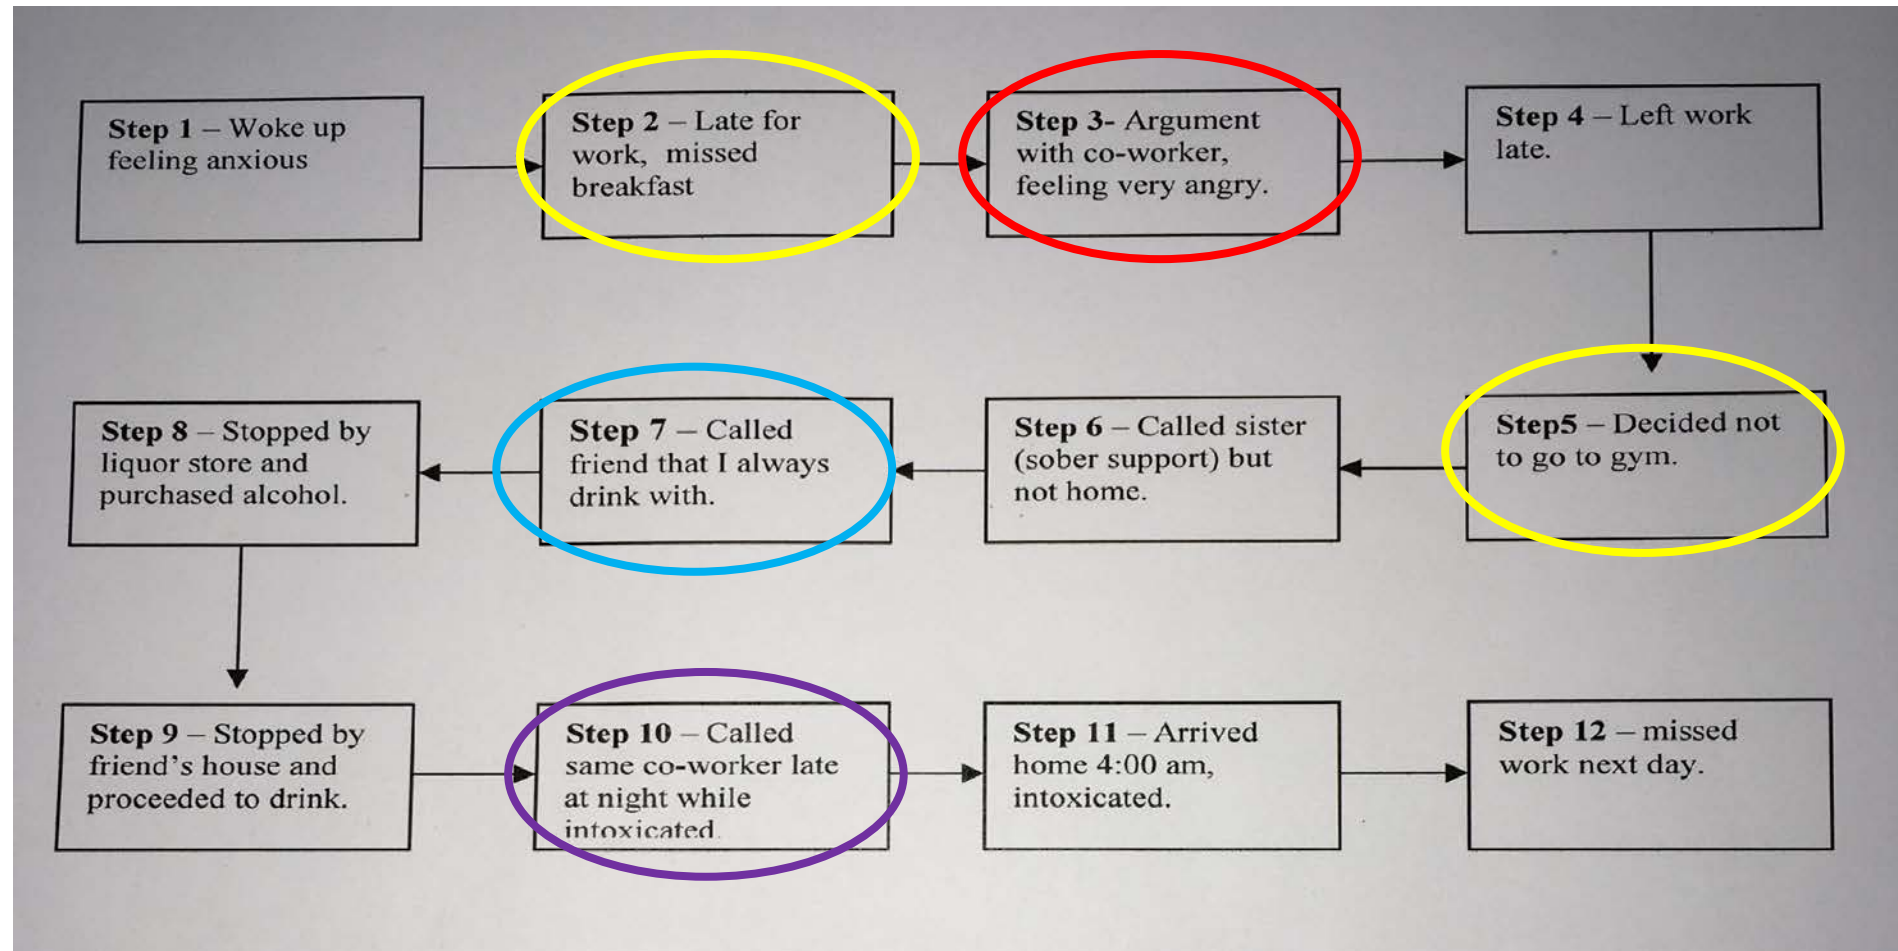 Step 1 – Woke up
feeling anxious
Step 2 – Late for
work, missed
breakfast
Step 3- Argument
with co-worker,
feeling very angry.
Step 4 – Left work
late.
Step5 – Decided not
to go to gym.
Step 6 – Called sister
(sober support) but
not home.
Step 7 – Called
friend that I always
drink with.
Step 8 – Stopped by
liquor store and
purchased alcohol.
Step 9 – Stopped by
friend's house and
proceeded to drink.
Step 10 – Called
same co-worker late
at night while
intoxicated.
Step 11 – Arrived
home 4:00 am,
intoxicated.
Step 12 – missed
work next day.